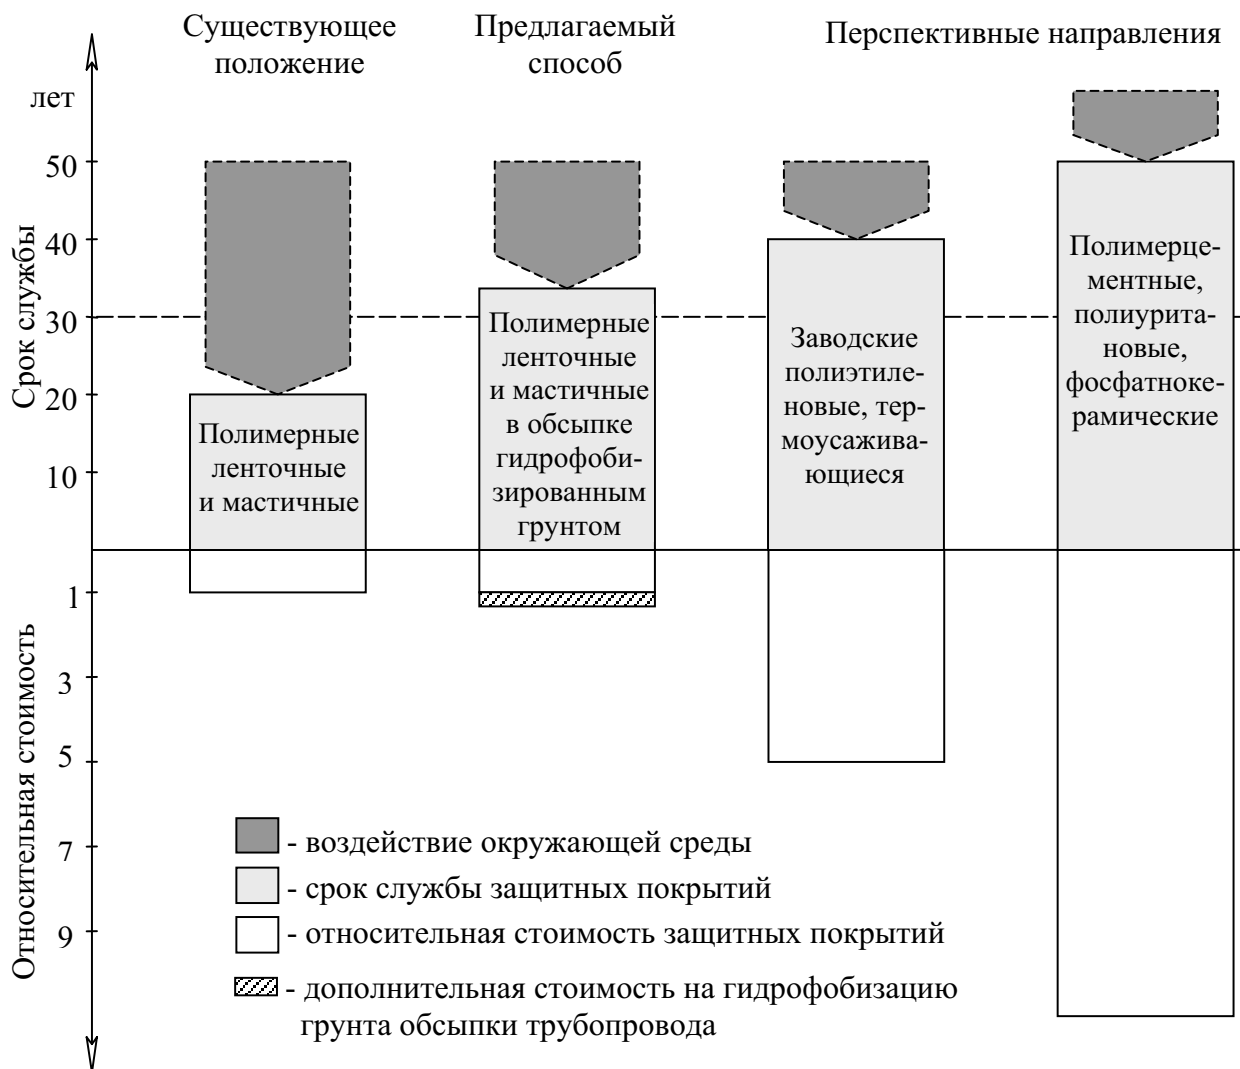 Существующее
положение
Предлагаемый
способ
Перспективные направления
лет
50
40
30
20
10
Срок службы
Полимерные
ленточные
и мастичные
Полимерные
ленточные
и мастичные
в обсыпке
гидрофоби-
зированным
грунтом
Заводские
полиэтиле-
новые, тер-
моусажива-
ющиеся
Полимерце-
ментные,
полиурита-
новые,
фосфатноке-
рамические
1
3
5
7
9
Относительная стоимость
- воздействие окружающей среды
- срок службы защитных покрытий
- относительная стоимость защитных покрытий
- дополнительная стоимость на гидрофобизацию
грунта обсыпки трубопровода